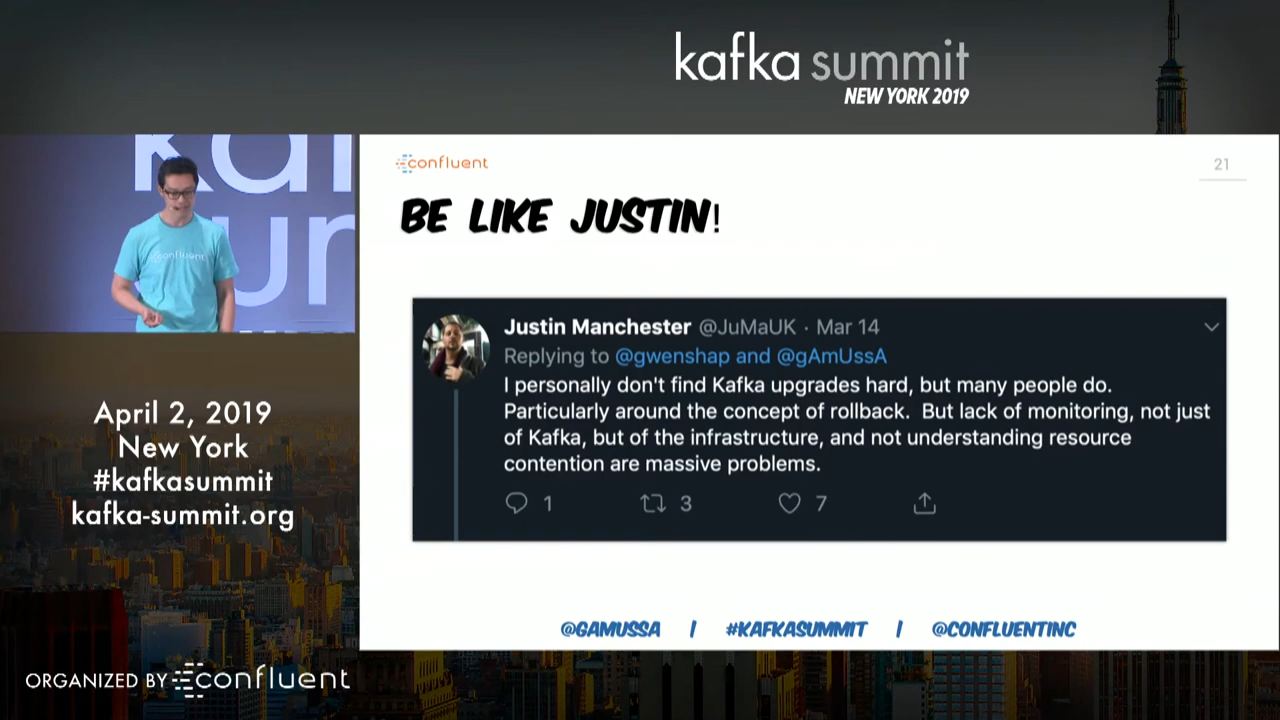 kafka summit
NEW YORK 2019
confluent
21
BE LIKE JUSTIN!
Justin Manchester @JuMaUK · Mar 14
Replying to @gwenshap and @gAmUssA
I personally don't find Kafka upgrades hard, but many people do.
Particularly around the concept of rollback. But lack of monitoring, not just
of Kafka, but of the infrastructure, and not understanding resource
contention are massive problems.
1 3 7
@GAMUSSA | #KAFKASUMMIT | @CONFLUENTINC
confluent
April 2, 2019
New York
#kafkasummit
kafka-summit.org
ORGANIZED BY confluent